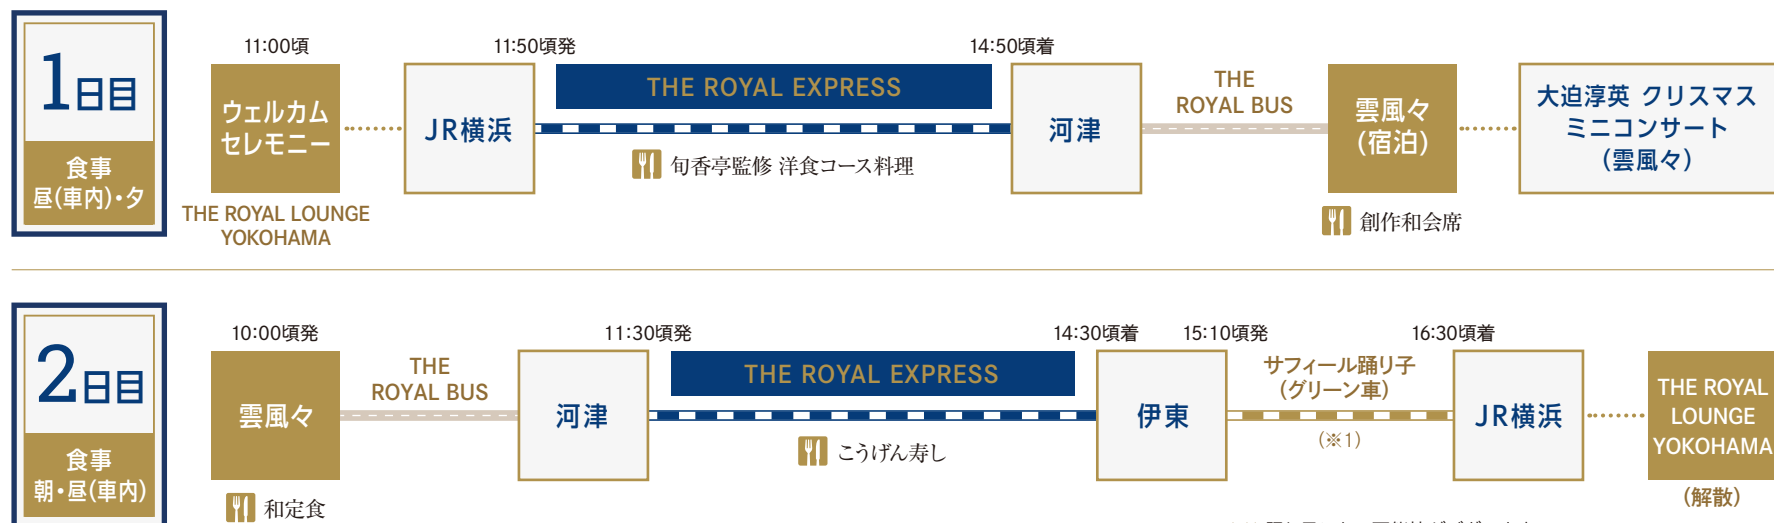 1日目
食事
昼(車内)・夕
11:00頃
ウェルカム
セレモニー
THE ROYAL LOUNGE
YOKOHAMA
11:50頃発
JR横浜
THE ROYAL EXPRESS
旬香亭監修 洋食コース料理
14:50頃着
河津
THE
ROYAL BUS
雲風々
(宿泊)
創作和会席
大迫淳英 クリスマス
ミニコンサート
(雲風々)
2日目
食事
朝・昼(車内)
10:00頃発
雲風々
和定食
THE
ROYAL BUS
11:30頃発
河津
THE ROYAL EXPRESS
こうげん寿し
14:30頃着
15:10頃発
伊東
サフィール踊り子
(グリーン車)
(※1)
16:30頃着
JR横浜
THE ROYAL
LOUNGE
YOKOHAMA
(解散)